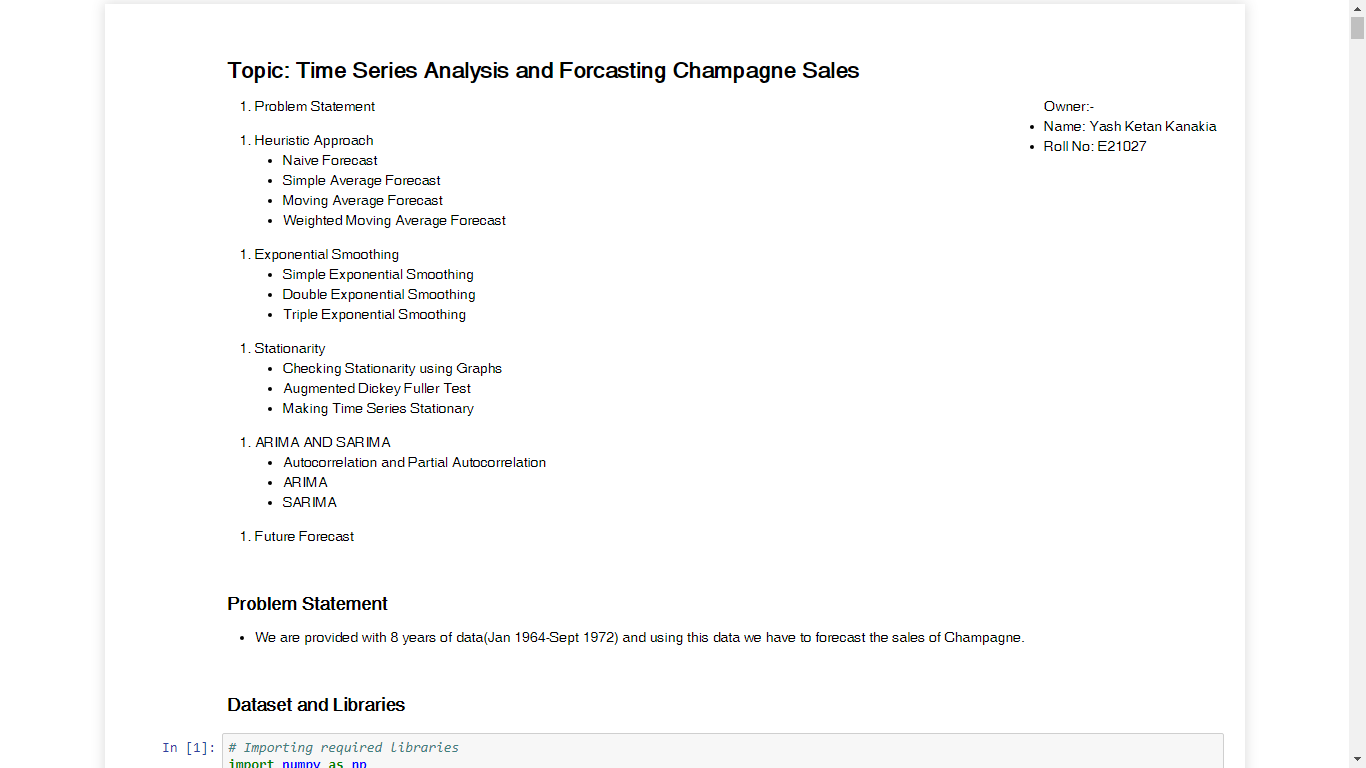 Topic: Time Series Analysis and Forcasting Champagne Sales
1. Problem Statement
Owner:-
• Name: Yash Ketan Kanakia
• Roll No: E21027
1. Heuristic Approach
• Naive Forecast
• Simple Average Forecast
• Moving Average Forecast
• Weighted Moving Average Forecast
1. Exponential Smoothing
• Simple Exponential Smoothing
• Double Exponential Smoothing
• Triple Exponential Smoothing
1. Stationarity
• Checking Stationarity using Graphs
• Augmented Dickey Fuller Test
• Making Time Series Stationary
1. ARIMA AND SARIMA
• Autocorrelation and Partial Autocorrelation
• ARIMA
• SARIMA
1. Future Forecast
Problem Statement
• We are provided with 8 years of data(Jan 1964-Sept 1972) and using this data we have to forecast the sales of Champagne.
Dataset and Libraries
In [1]: # Importing required libraries
import numpy as np